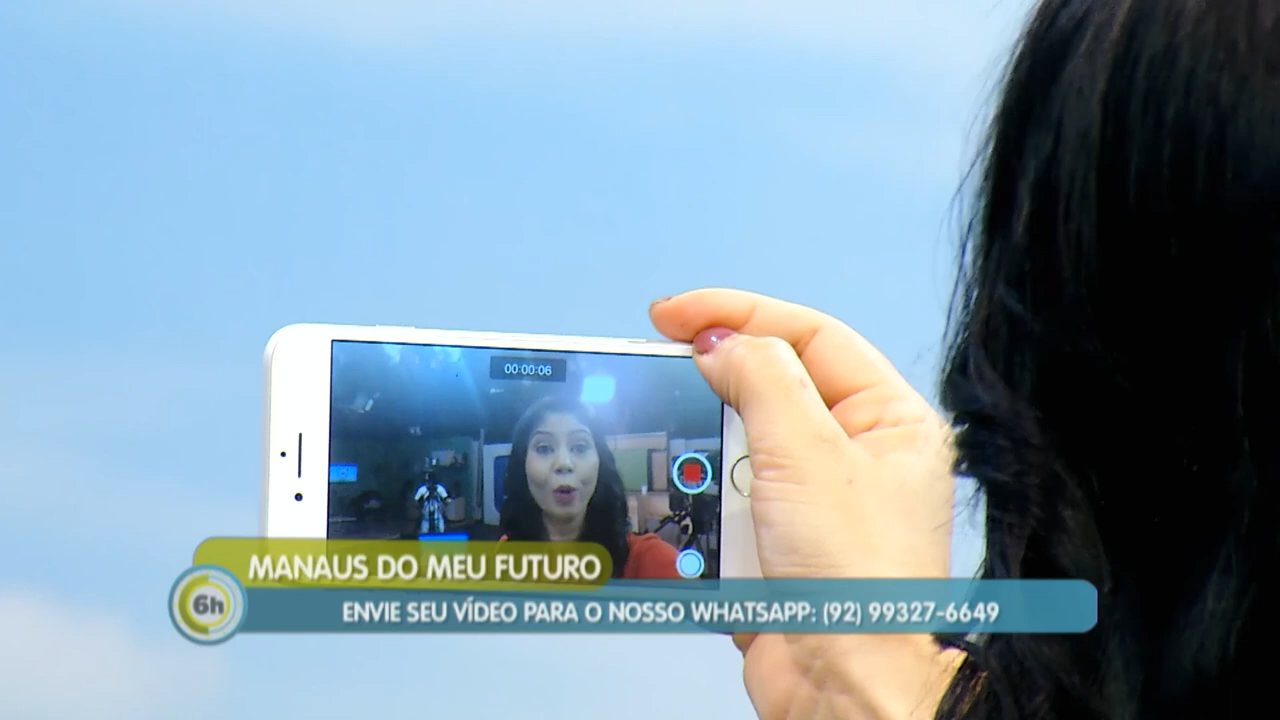 00:00:06
MANAUS DO MEU FUTURO
6h
ENVIE SEU VÍDEO PARA O NOSSO WHATSAPP: (92) 99327-6649